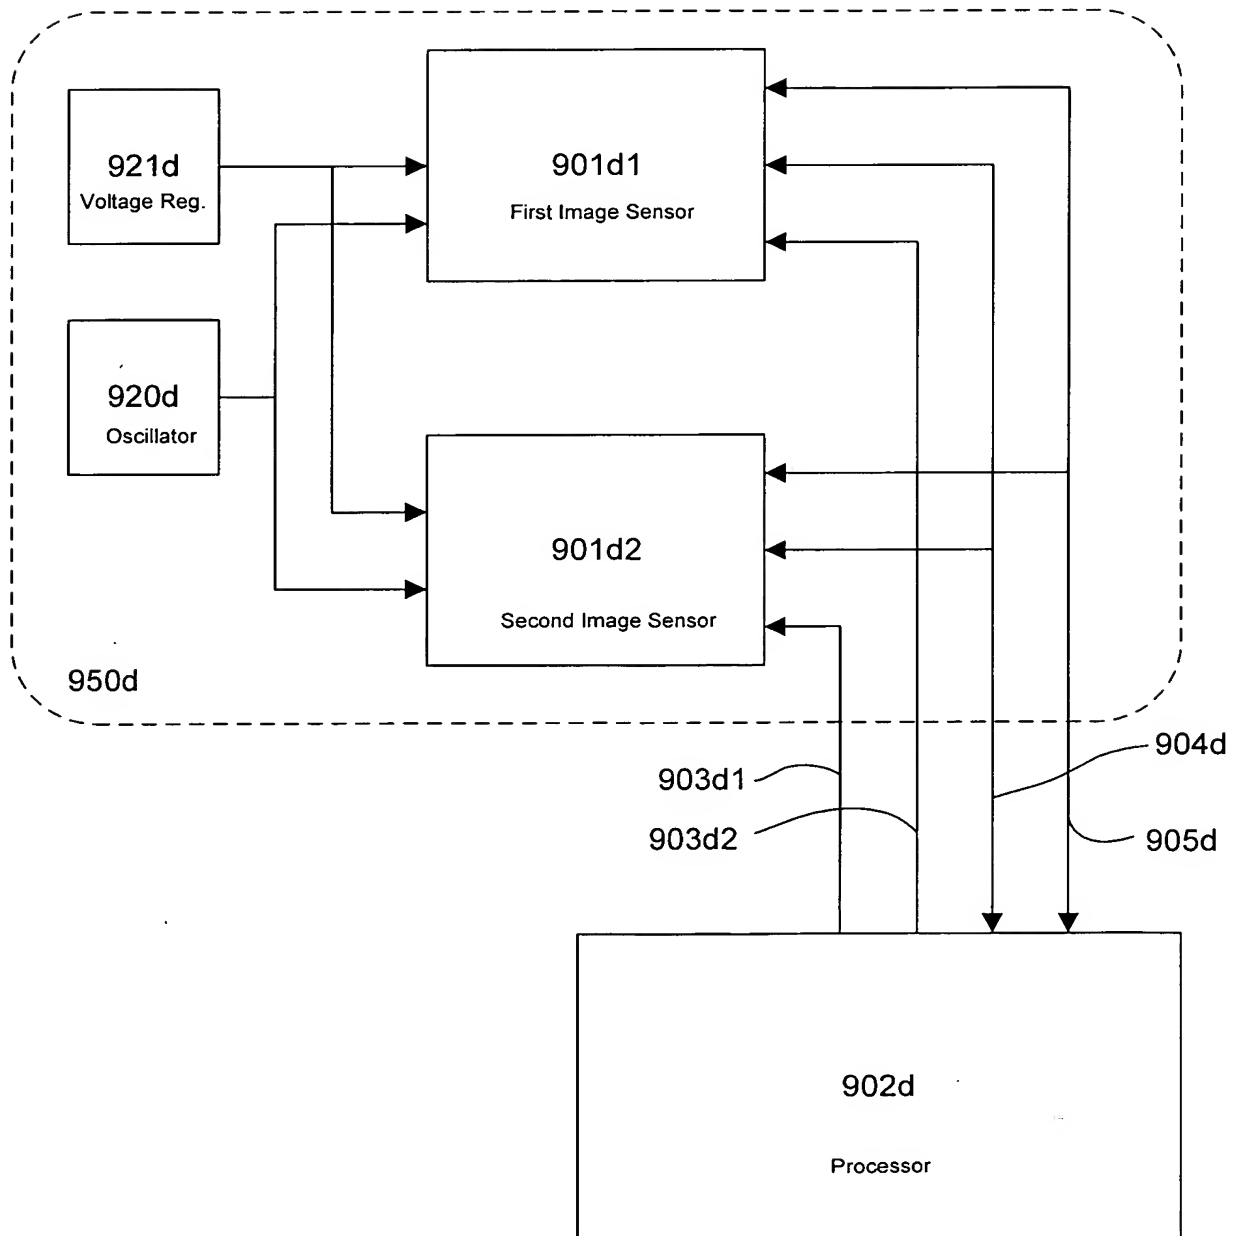 921d
Voltage Reg.
901d1
First Image Sensor
920d
Oscillator
901d2
Second Image Sensor
950d
904d
903d1
903d2
905d
902d
Processor